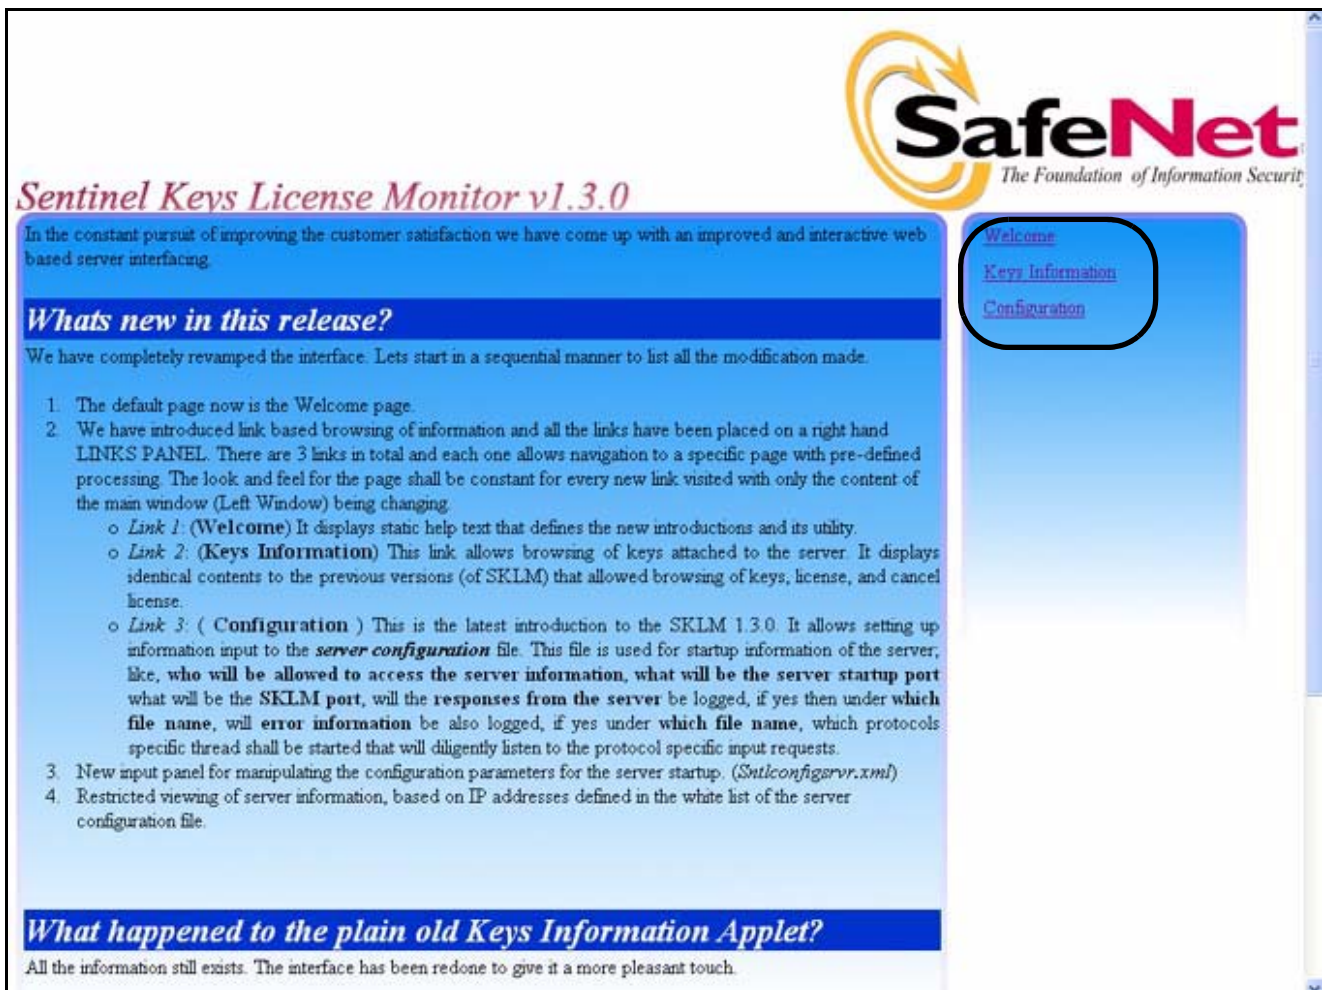 SafeNet
The Foundation of Information Securit
Sentinel Keys License Monitor v1.3.0
In the constant pursuit of improving the customer satisfaction we have come up with an improved and interactive web
based server interfacing.
Welcome
Keys Information
Configuration
Whats new in this release?
We have completely revamped the interface. Lets start in a sequential manner to list all the modification made.
1. The default page now is the Welcome page.
2. We have introduced link based browsing of information and all the links have been placed on a right hand
LINKS PANEL. There are 3 links in total and each one allows navigation to a specific page with pre-defined
processing. The look and feel for the page shall be constant for every new link visited with only the content of
the main window (Left Window) being changing.
o Link 1: (Welcome) It displays static help text that defines the new introductions and its utility.
o Link 2: (Keys Information) This link allows browsing of keys attached to the server. It displays
identical contents to the previous versions (of SKLM) that allowed browsing of keys, license, and cancel
license.
o Link 3: ( Configuration ) This is the latest introduction to the SKLM 1.3.0. It allows setting up
information input to the server configuration file. This file is used for startup information of the server;
like, who will be allowed to access the server information, what will be the server startup port
what will be the SKLM port, will the responses from the server be logged, if yes then under which
file name, will error information be also logged, if yes under which file name, which protocols
specific thread shall be started that will diligently listen to the protocol specific input requests.
3. New input panel for manipulating the configuration parameters for the server startup. (Sntlconfigsrvr.xml)
4. Restricted viewing of server information, based on IP addresses defined in the white list of the server
configuration file.
What happened to the plain old Keys Information Applet?
All the information still exists. The interface has been redone to give it a more pleasant touch.